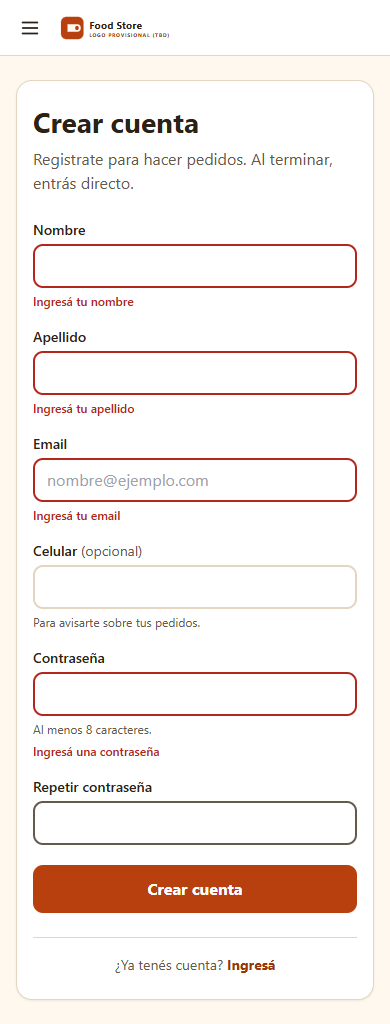 Food Store
LOGO PROVISIONAL (TBD)
Crear cuenta
Registrate para hacer pedidos. Al terminar,
entrás directo.
Nombre
Ingresá tu nombre
Apellido
Ingresá tu apellido
Email
nombre@ejemplo.com
Ingresá tu email
Celular (opcional)
Para avisarte sobre tus pedidos.
Contraseña
Al menos 8 caracteres.
Ingresá una contraseña
Repetir contraseña
Crear cuenta
¿Ya tenés cuenta? Ingresá